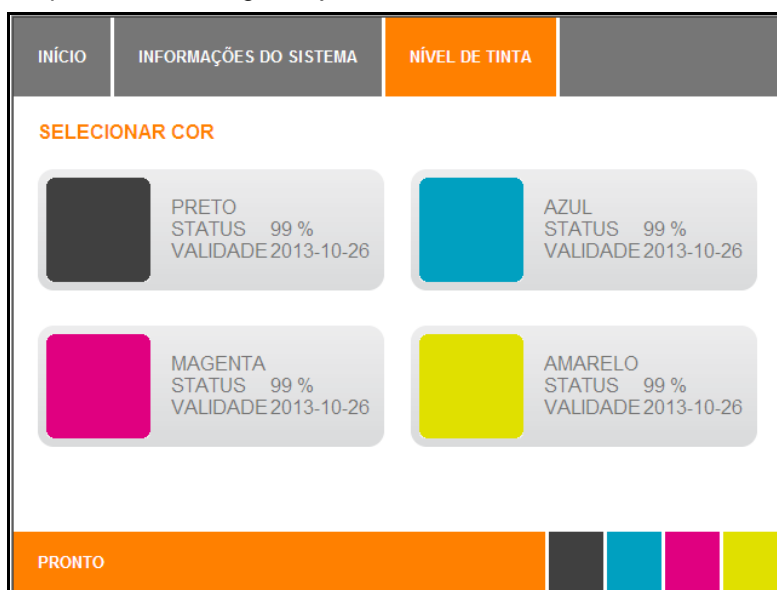 INÍCIO INFORMAÇÕES DO SISTEMA NÍVEL DE TINTA
SELECIONAR COR
PRETO
STATUS 99 %
VALIDADE 2013-10-26
AZUL
STATUS 99 %
VALIDADE 2013-10-26
MAGENTA
STATUS 99 %
VALIDADE 2013-10-26
AMARELO
STATUS 99 %
VALIDADE 2013-10-26
PRONTO